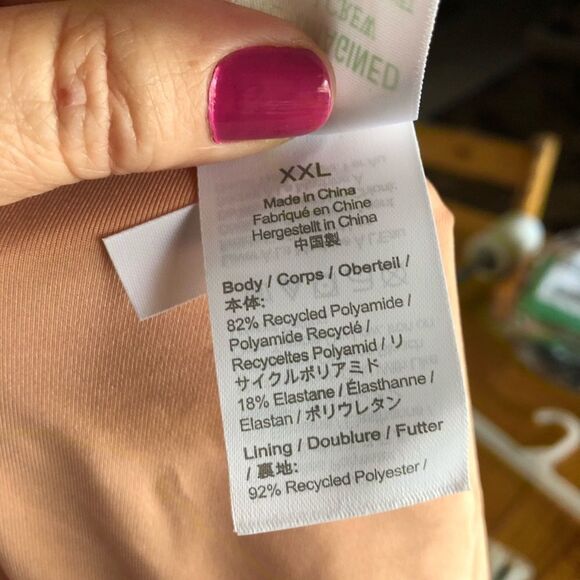 CREW
IMAGINED
XXL
Made in China
Fabriqué en Chine
Hergestellt in China
中国製
Body / Corps / Oberteil /
本体:
82% Recycled Polyamide /
Polyamide Recyclé /
Recyceltes Polyamid / リ
サイクルポリアミド
18% Elastane / Élasthanne /
Elastan / ポリウレタン
Lining / Doublure / Futter
/ 裏地:
92% Recycled Polyester /